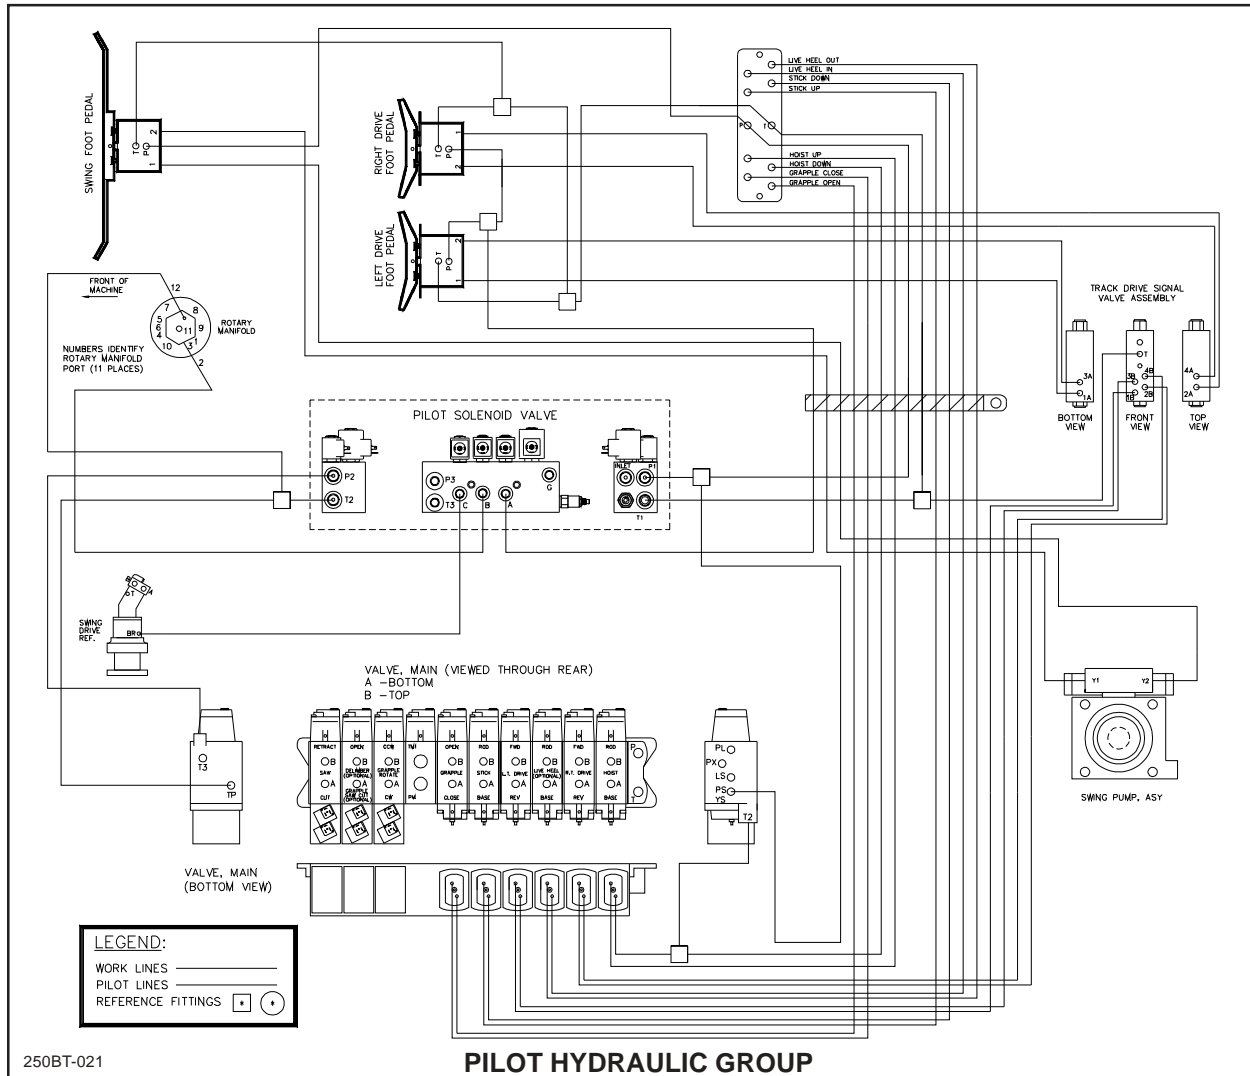 SWING FOOT PEDAL
T
P
2
1
RIGHT DRIVE
FOOT PEDAL
T
P
1
2
LEFT DRIVE
FOOT PEDAL
T
P
2
1
LIVE HEEL OUT
LIVE HEEL IN
STICK DOWN
STICK UP
P
T
HOIST UP
HOIST DOWN
GRAPPLE CLOSE
GRAPPLE OPEN
FRONT OF
MACHINE
12
7
8
5
6
4
9
11
10
3
1
2
ROTARY
MANIFOLD
NUMBERS IDENTIFY
ROTARY MANIFOLD
PORT (11 PLACES)
TRACK DRIVE SIGNAL
VALVE ASSEMBLY
3A
1A
T
3B
4B
1B
2B
4A
2A
BOTTOM
VIEW
FRONT
VIEW
TOP
VIEW
PILOT SOLENOID VALVE
P2
T2
P3
T3
C
B
A
G
INLET
P1
T1
B
T
A
SWING
DRIVE
REF.
BR
VALVE, MAIN (VIEWED THROUGH REAR)
A -BOTTOM
B -TOP
T3
TP
VALVE, MAIN
(BOTTOM VIEW)
RETRACT
OPEN
CCW
OPEN
ROD
FWD
ROD
FWD
ROD
P
B
B
B
B
B
B
B
B
B
SAW
DELIMBER
(OPTIONAL)
GRAPPLE
ROTATE
GRAPPLE
STICK
L.T. DRIVE
LIVE HEEL
(OPTIONAL)
R.T. DRIVE
HOIST
A
A
A
A
A
A
A
A
A
CUT
GRAPPLE
SAW CUT
(OPTIONAL)
CW
PM
CLOSE
BASE
REV
BASE
REV
BASE
T
PL
PX
LS
PS
YS
T2
Y1
Y2
SWING PUMP, ASY
LEGEND:
WORK LINES
PILOT LINES
REFERENCE FITTINGS
250BT-021
PILOT HYDRAULIC GROUP